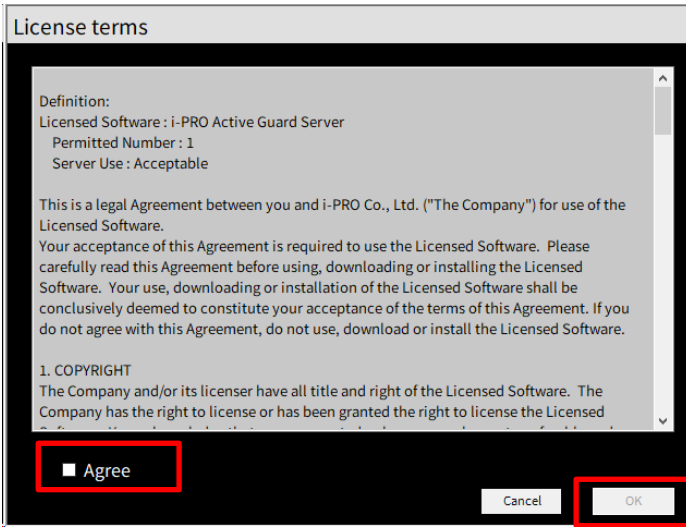 License terms
Definition:
Licensed Software : i-PRO Active Guard Server
Permitted Number : 1
Server Use : Acceptable
This is a legal Agreement between you and i-PRO Co., Ltd. ("The Company") for use of the
Licensed Software.
Your acceptance of this Agreement is required to use the Licensed Software.  Please
carefully read this Agreement before using, downloading or installing the Licensed
Software.  Your use, downloading or installation of the Licensed Software shall be
conclusively deemed to constitute your acceptance of the terms of this Agreement. If you
do not agree with this Agreement, do not use, download or install the Licensed Software.
1. COPYRIGHT
The Company and/or its licenser have all title and right of the Licensed Software.  The
Company has the right to license or has been granted the right to license the Licensed
Agree
Cancel
OK